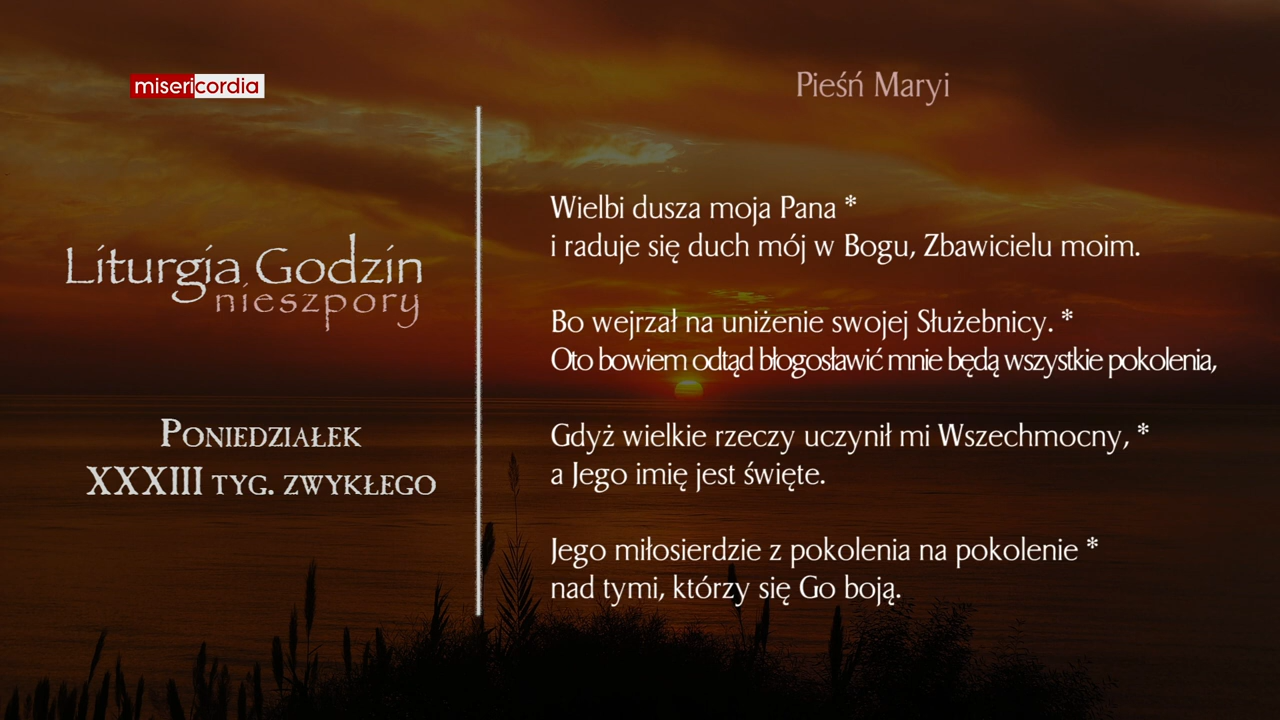 misericordia
Liturgia Godzin
nieszpory
Poniedziałek
XXXIII tyg. zwykłego
Pieśń Maryi
Wielbi dusza moja Pana *
i raduje się duch mój w Bogu, Zbawicielu moim.
Bo wejrzał na uniżenie swojej Służebnicy. *
Oto bowiem odtąd błogosławić mnie będą wszystkie pokolenia,
Gdyż wielkie rzeczy uczynił mi Wszechmocny, *
a Jego imię jest święte.
Jego miłosierdzie z pokolenia na pokolenie *
nad tymi, którzy się Go boją.